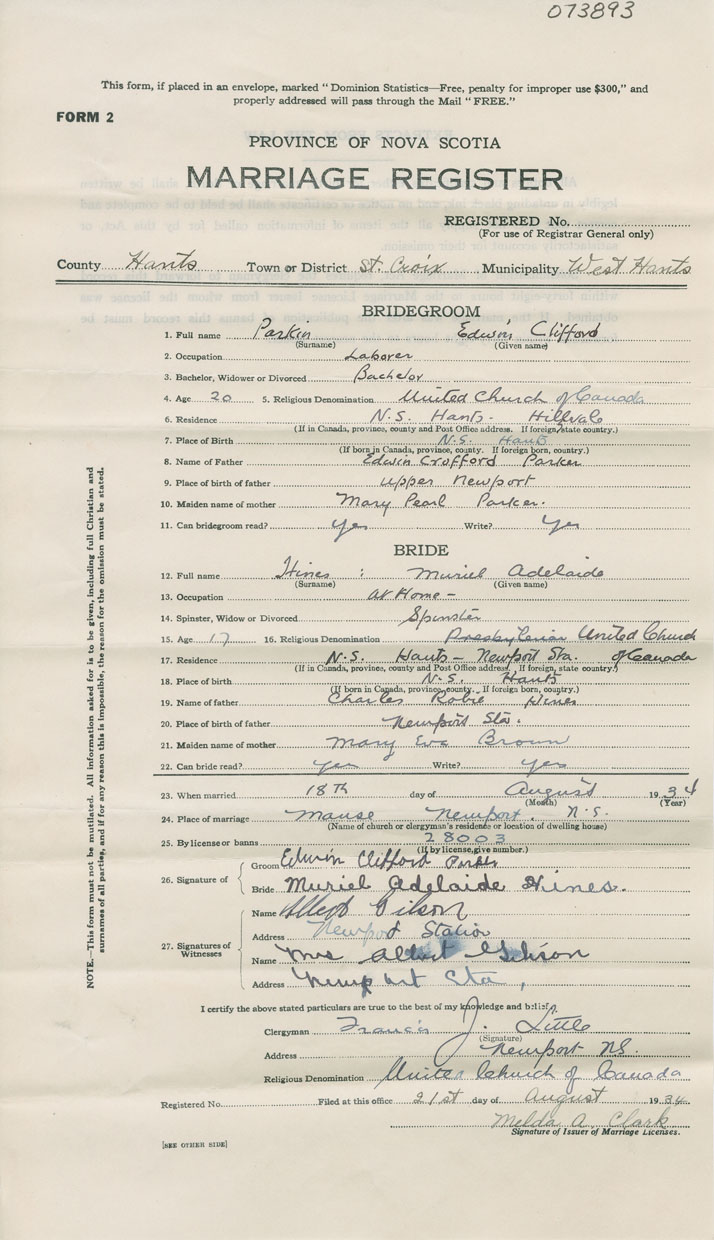 073893
This form, if placed in an envelope, marked "Dominion Statistics—Free, penalty for improper use $300," and
properly addressed will pass through the Mail "FREE."
FORM 2
PROVINCE OF NOVA SCOTIA
MARRIAGE REGISTER
REGISTERED No.
(For use of Registrar General only)
County Hants Town or District St. Croix Municipality West Hants
BRIDEGROOM
1. Full name Parker Edwin Clifford
(Surname) (Given name)
2. Occupation Laborer
3. Bachelor, Widower or Divorced Bachelor
4. Age 20 5. Religious Denomination United Church of Canada
6. Residence N.S. Hants - Hillvale
(If in Canada, province, county and Post Office address. If foreign, state country.)
7. Place of Birth N.S. Hants
(If born in Canada, province, county. If foreign born, country.)
8. Name of Father Edwin Crofford Parker
9. Place of birth of father Upper Newport
10. Maiden name of mother Mary Pearl Parker.
11. Can bridegroom read? Yes Write? Yes
BRIDE
12. Full name Hines : Muriel Adelaide
(Surname) (Given name)
13. Occupation at Home -
14. Spinster, Widow or Divorced Spinster
15. Age 17 16. Religious Denomination Presbyterian United Church
of Canada
17. Residence N.S. Hants - Newport Sta.
(If in Canada, province, county and Post Office address. If foreign, state country.)
18. Place of birth N.S. Hants
(If born in Canada, province, county. If foreign born, country.)
19. Name of father Charles Robie Hines
20. Place of birth of father Newport Sta.
21. Maiden name of mother Mary Eva Brown
22. Can bride read? yes Write? yes
23. When married 18th day of August 1934
(Month) (Year)
24. Place of marriage Manse Newport, N.S.
(Name of church or clergyman's residence or location of dwelling house)
25. By license or banns 28003
(If by license, give number.)
26. Signature of
Groom Edwin Clifford Parker
Bride Muriel Adelaide Hines.
27. Signatures of Witnesses
Name Gibson
Address Newport Station
Name Mrs Albert Gibson
Address Newport Sta,
I certify the above stated particulars are true to the best of my knowledge and belief.
Clergyman Francis J. Little
(Signature)
Address Newport N.S.
Religious Denomination United Church of Canada
Registered No. Filed at this office 21st day of August 1934
Melda A. Clark
Signature of Issuer of Marriage Licenses.
[SEE OTHER SIDE]
NOTE.—This form must not be mutilated. All information asked for is to be given, including full Christian and
surnames of all parties, and if for any reason this is impossible, the reason for the omission must be stated.